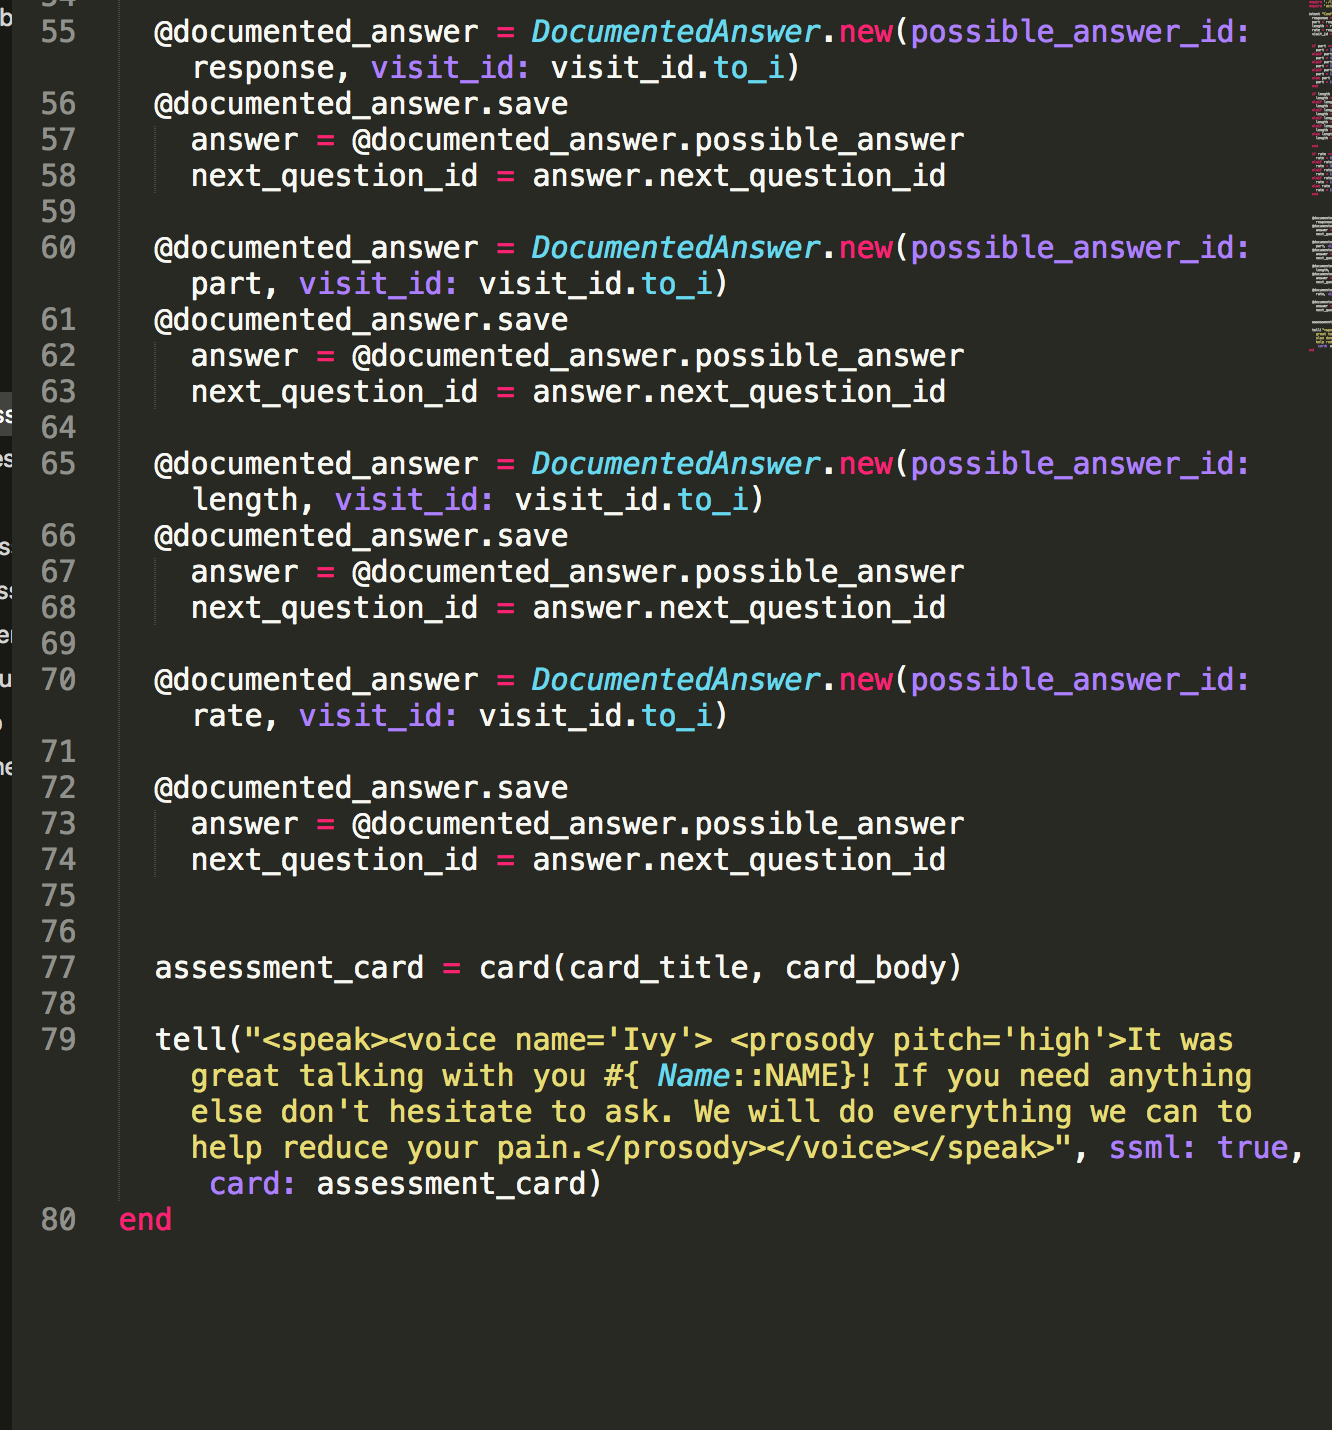 55 @documented_answer = DocumentedAnswer.new(possible_answer_id:
response, visit_id: visit_id.to_i)
56 @documented_answer.save
57 answer = @documented_answer.possible_answer
58 next_question_id = answer.next_question_id
59
60 @documented_answer = DocumentedAnswer.new(possible_answer_id:
part, visit_id: visit_id.to_i)
61 @documented_answer.save
62 answer = @documented_answer.possible_answer
63 next_question_id = answer.next_question_id
64
65 @documented_answer = DocumentedAnswer.new(possible_answer_id:
length, visit_id: visit_id.to_i)
66 @documented_answer.save
67 answer = @documented_answer.possible_answer
68 next_question_id = answer.next_question_id
69
70 @documented_answer = DocumentedAnswer.new(possible_answer_id:
rate, visit_id: visit_id.to_i)
71
72 @documented_answer.save
73 answer = @documented_answer.possible_answer
74 next_question_id = answer.next_question_id
75
76
77 assessment_card = card(card_title, card_body)
78
79 tell("<speak><voice name='Ivy'> <prosody pitch='high'>It was
great talking with you #{ Name::NAME}! If you need anything
else don't hesitate to ask. We will do everything we can to
help reduce your pain.</prosody></voice></speak>", ssml: true,
card: assessment_card)
80 end